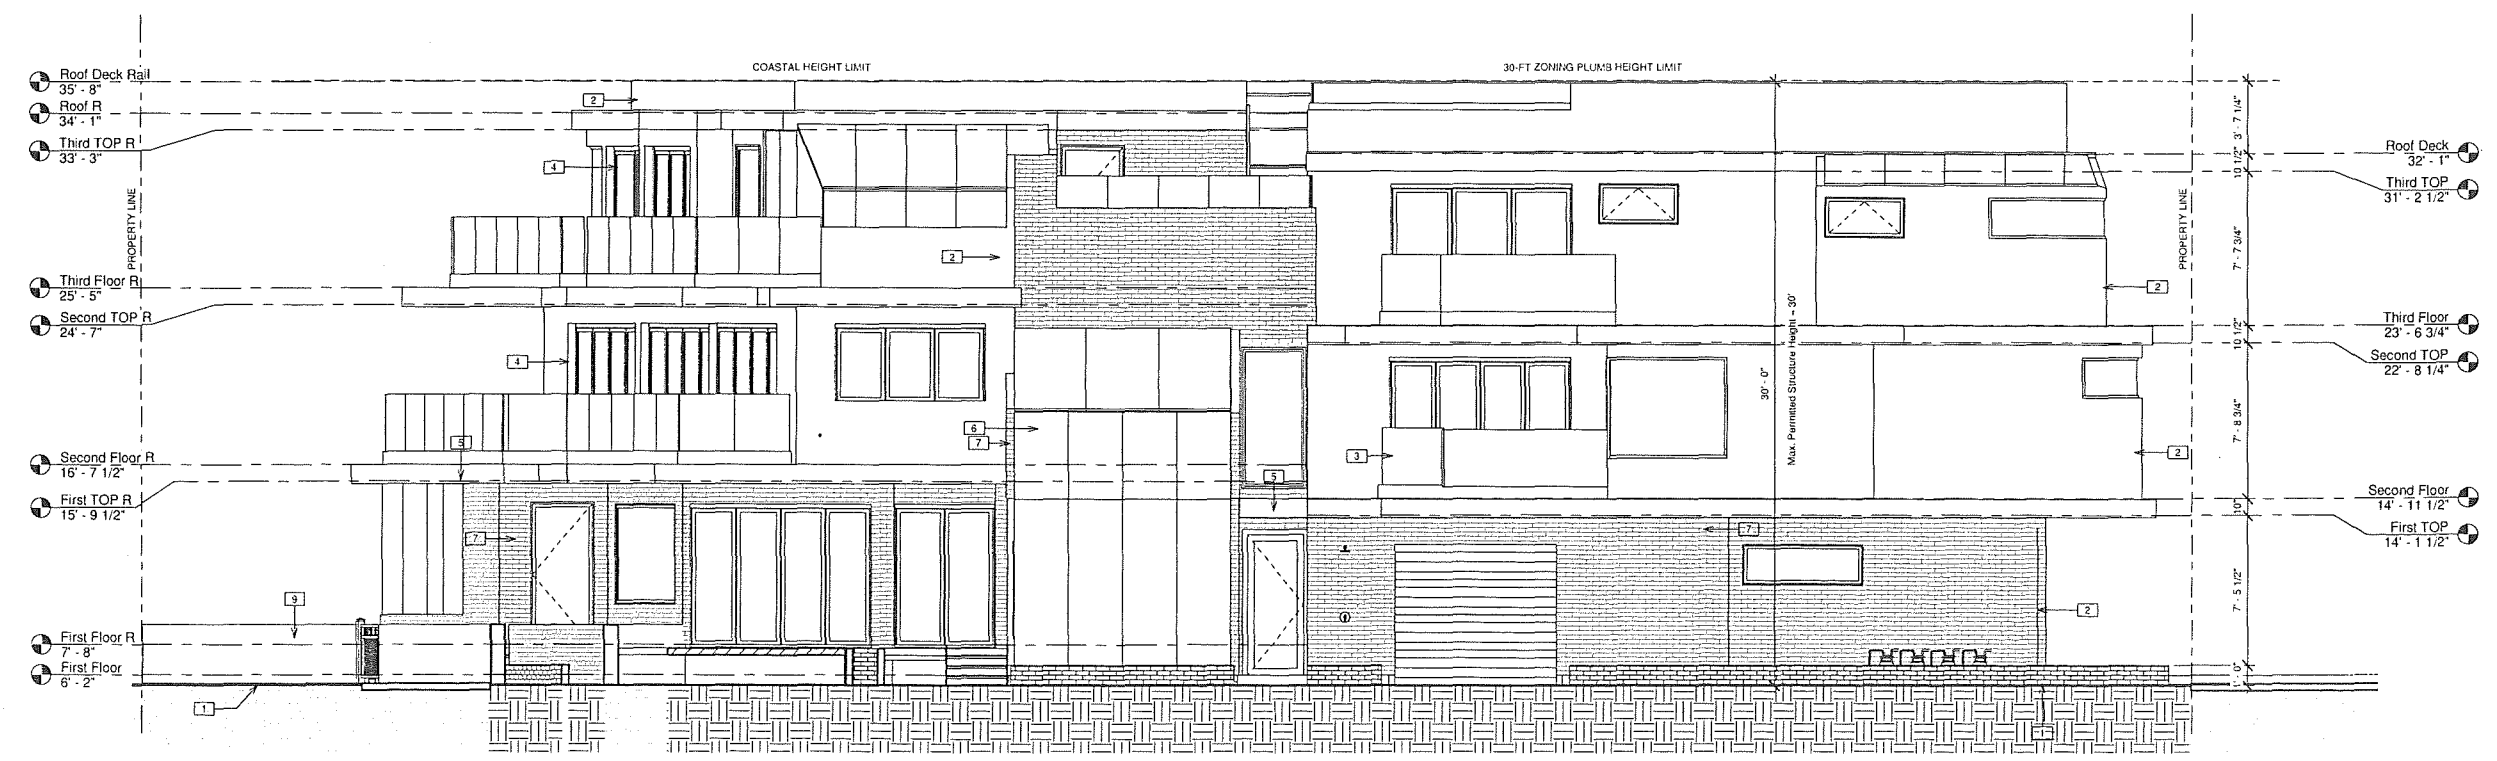 COASTAL HEIGHT LIMIT
30-FT ZONING PLUMB HEIGHT LIMIT
Roof Deck Rail
35' - 8"
Roof R
34' - 1"
Third TOP R
33' - 3"
PROPERTY LINE
Third Floor R
25' - 5"
Second TOP R
24' - 7"
Second Floor R
16' - 7 1/2"
First TOP R
15' - 9 1/2"
First Floor R
7' - 8"
First Floor
6' - 2"
2
4
2
4
5
6
7
7
9
1
5
3
7
2
2
2
1
30' - 0"
Max. Permitted Structure Height = 30'
PROPERTY LINE
3' - 7 1/4"
10 1/2"
7' - 7 3/4"
10 1/2"
7' - 8 3/4"
10"
7' - 5 1/2"
1' - 0"
Roof Deck
32' - 1"
Third TOP
31' - 2 1/2"
Third Floor
23' - 6 3/4"
Second TOP
22' - 8 1/4"
Second Floor
14' - 11 1/2"
First TOP
14' - 1 1/2"